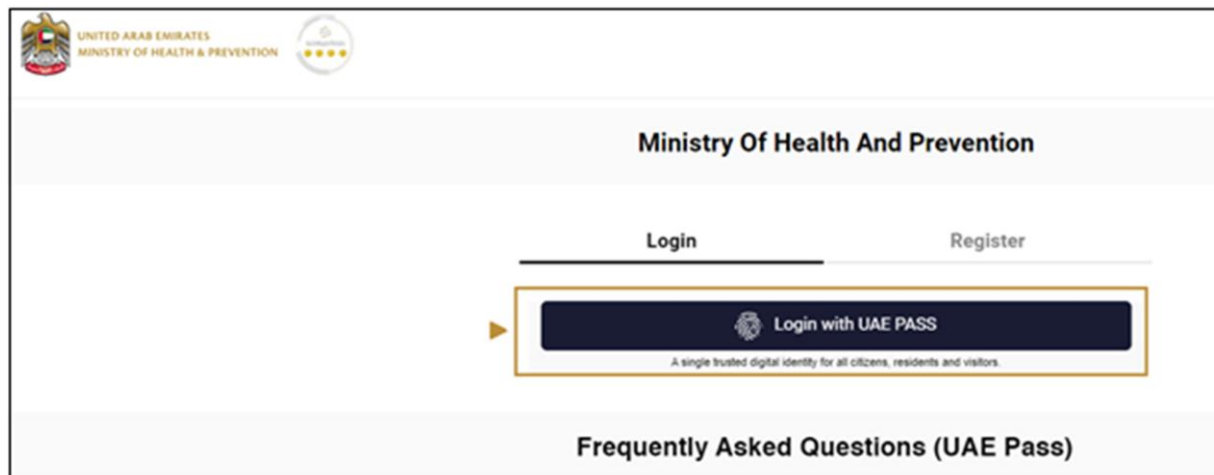 UNITED ARAB EMIRATES
MINISTRY OF HEALTH & PREVENTION
Ministry Of Health And Prevention
Login
Register
Login with UAE PASS
A single trusted digital identity for all citizens, residents and visitors.
Frequently Asked Questions (UAE Pass)